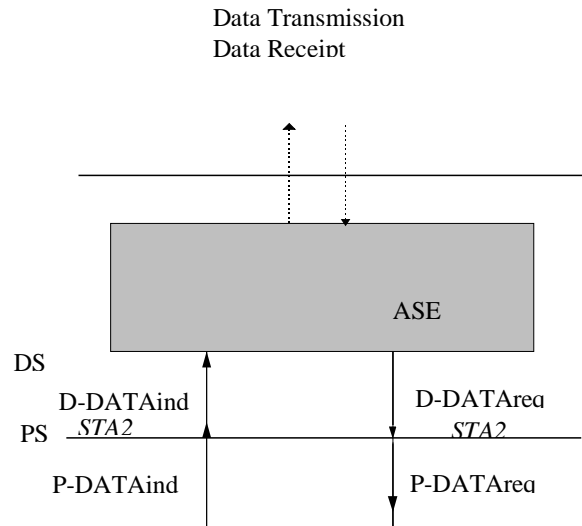 Data Transmission
Data Receipt
ASE
DS
D-DATAind
D-DATAreq
STA2
STA2
PS
P-DATAind
P-DATAreq